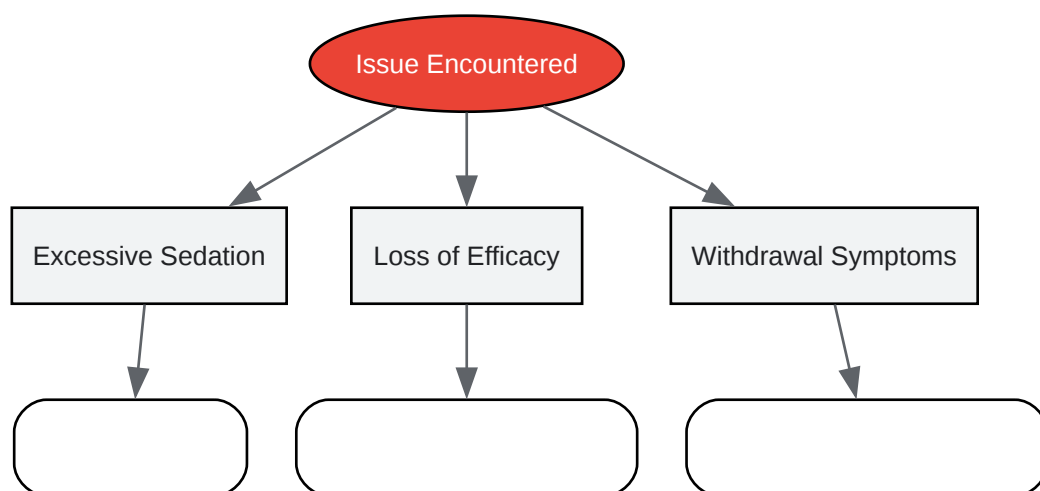 Issue Encountered
Excessive Sedation
Loss of Efficacy
Withdrawal Symptoms